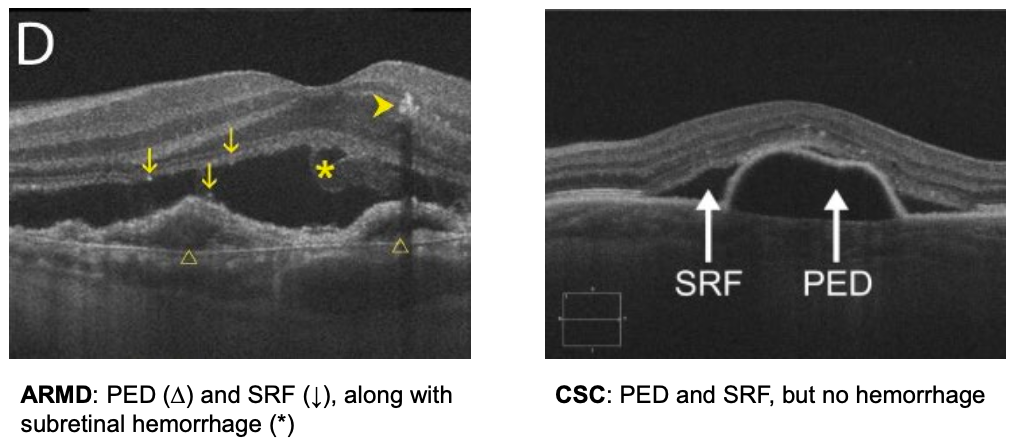 D
*
SRF PED
ARMD: PED (Δ) and SRF (↓), along with
subretinal hemorrhage (*)
CSC: PED and SRF, but no hemorrhage